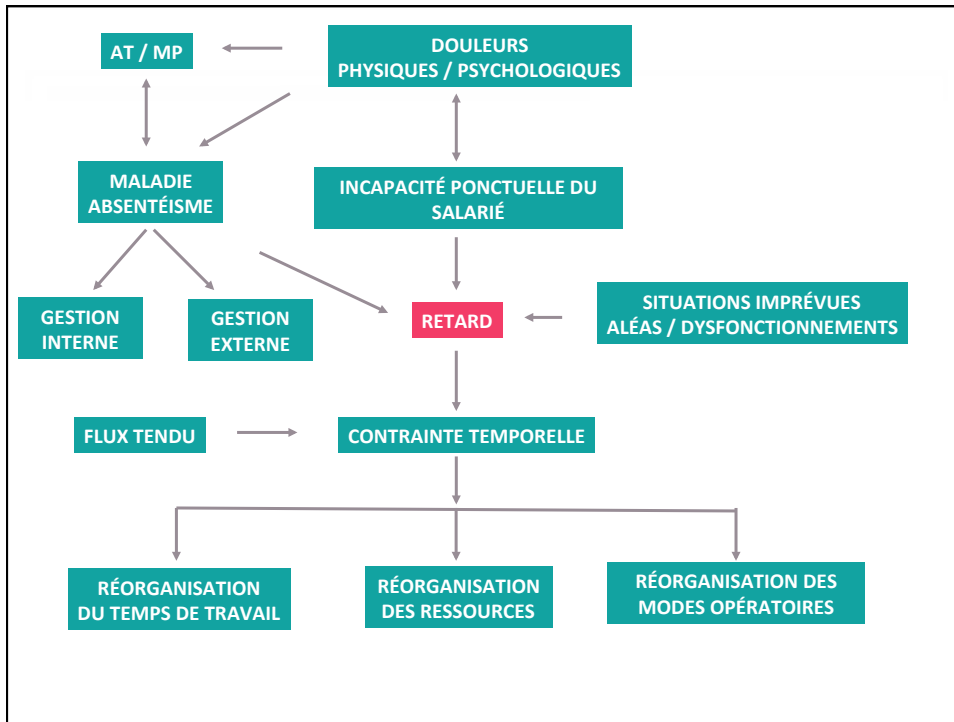 AT / MP
DOULEURS
PHYSIQUES / PSYCHOLOGIQUES
MALADIE
ABSENTÉISME
INCAPACITÉ PONCTUELLE DU
SALARIÉ
GESTION
INTERNE
GESTION
EXTERNE
RETARD
SITUATIONS IMPRÉVUES
ALÉAS / DYSFONCTIONNEMENTS
FLUX TENDU
CONTRAINTE TEMPORELLE
RÉORGANISATION
DU TEMPS DE TRAVAIL
RÉORGANISATION
DES RESSOURCES
RÉORGANISATION DES
MODES OPÉRATOIRES